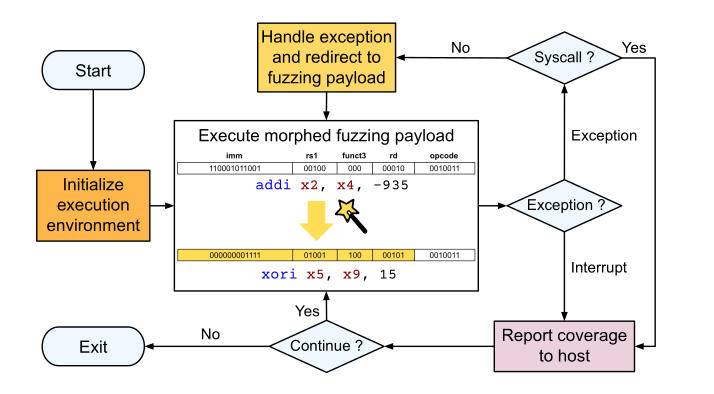 Handle exception
and redirect to
fuzzing payload
No
Syscall ?
Yes
Start
Execute morphed fuzzing payload
imm rs1 funct3 rd opcode
110001011001 00100 000 00010 0010011
addi x2, x4, -935
Exception
Initialize
execution
environment
Exception ?
000000001111 01001 100 00101 0010011
xori x5, x9, 15
Interrupt
Yes
Report coverage
to host
Exit
No
Continue ?